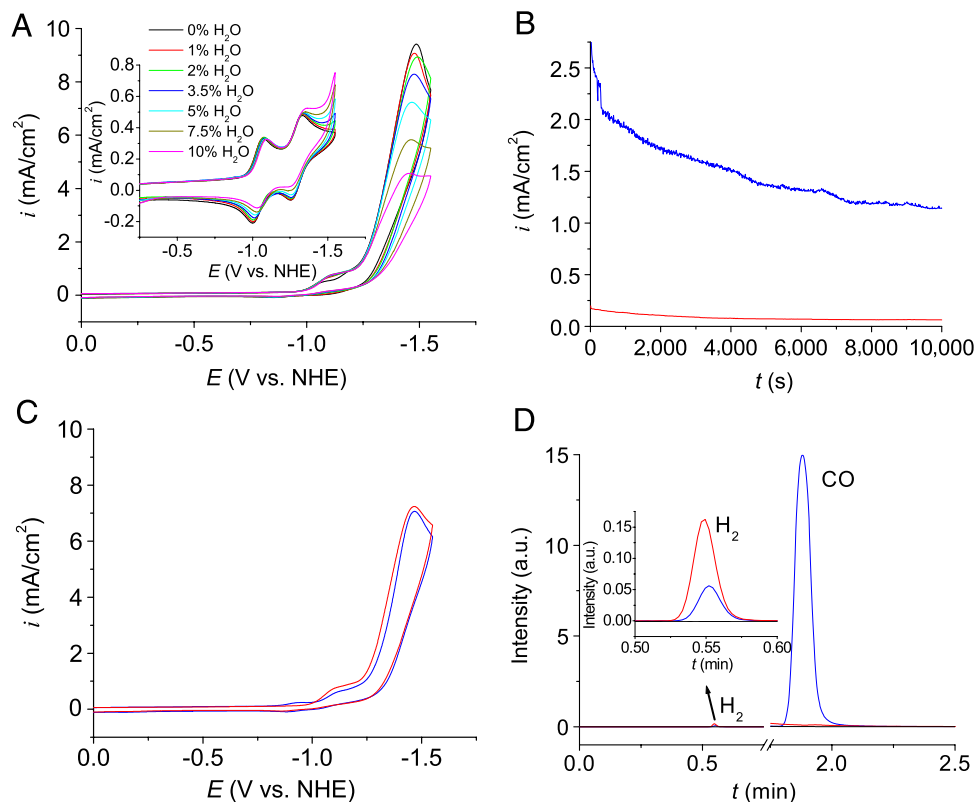 A
0% H2O
1% H2O
2% H2O
3.5% H2O
5% H2O
7.5% H2O
10% H2O
0.8
0.6
0.4
0.2
0.0
-0.2
i (mA/cm2)
-0.5 -1.0 -1.5
E (V vs. NHE)
10
8
6
4
2
0
i (mA/cm2)
0.0 -0.5 -1.0 -1.5
E (V vs. NHE)
B
2.5
2.0
1.5
1.0
0.5
0.0
i (mA/cm2)
0 2,000 4,000 6,000 8,000 10,000
t (s)
C
10
8
6
4
2
0
i (mA/cm2)
0.0 -0.5 -1.0 -1.5
E (V vs. NHE)
D
15
10
5
0
Intensity (a.u.)
CO
H2
0.15
0.10
0.05
0.00
Intensity (a.u.)
0.50 0.55 0.60
t (min)
H2
0.0 0.5 2.0 2.5
t (min)